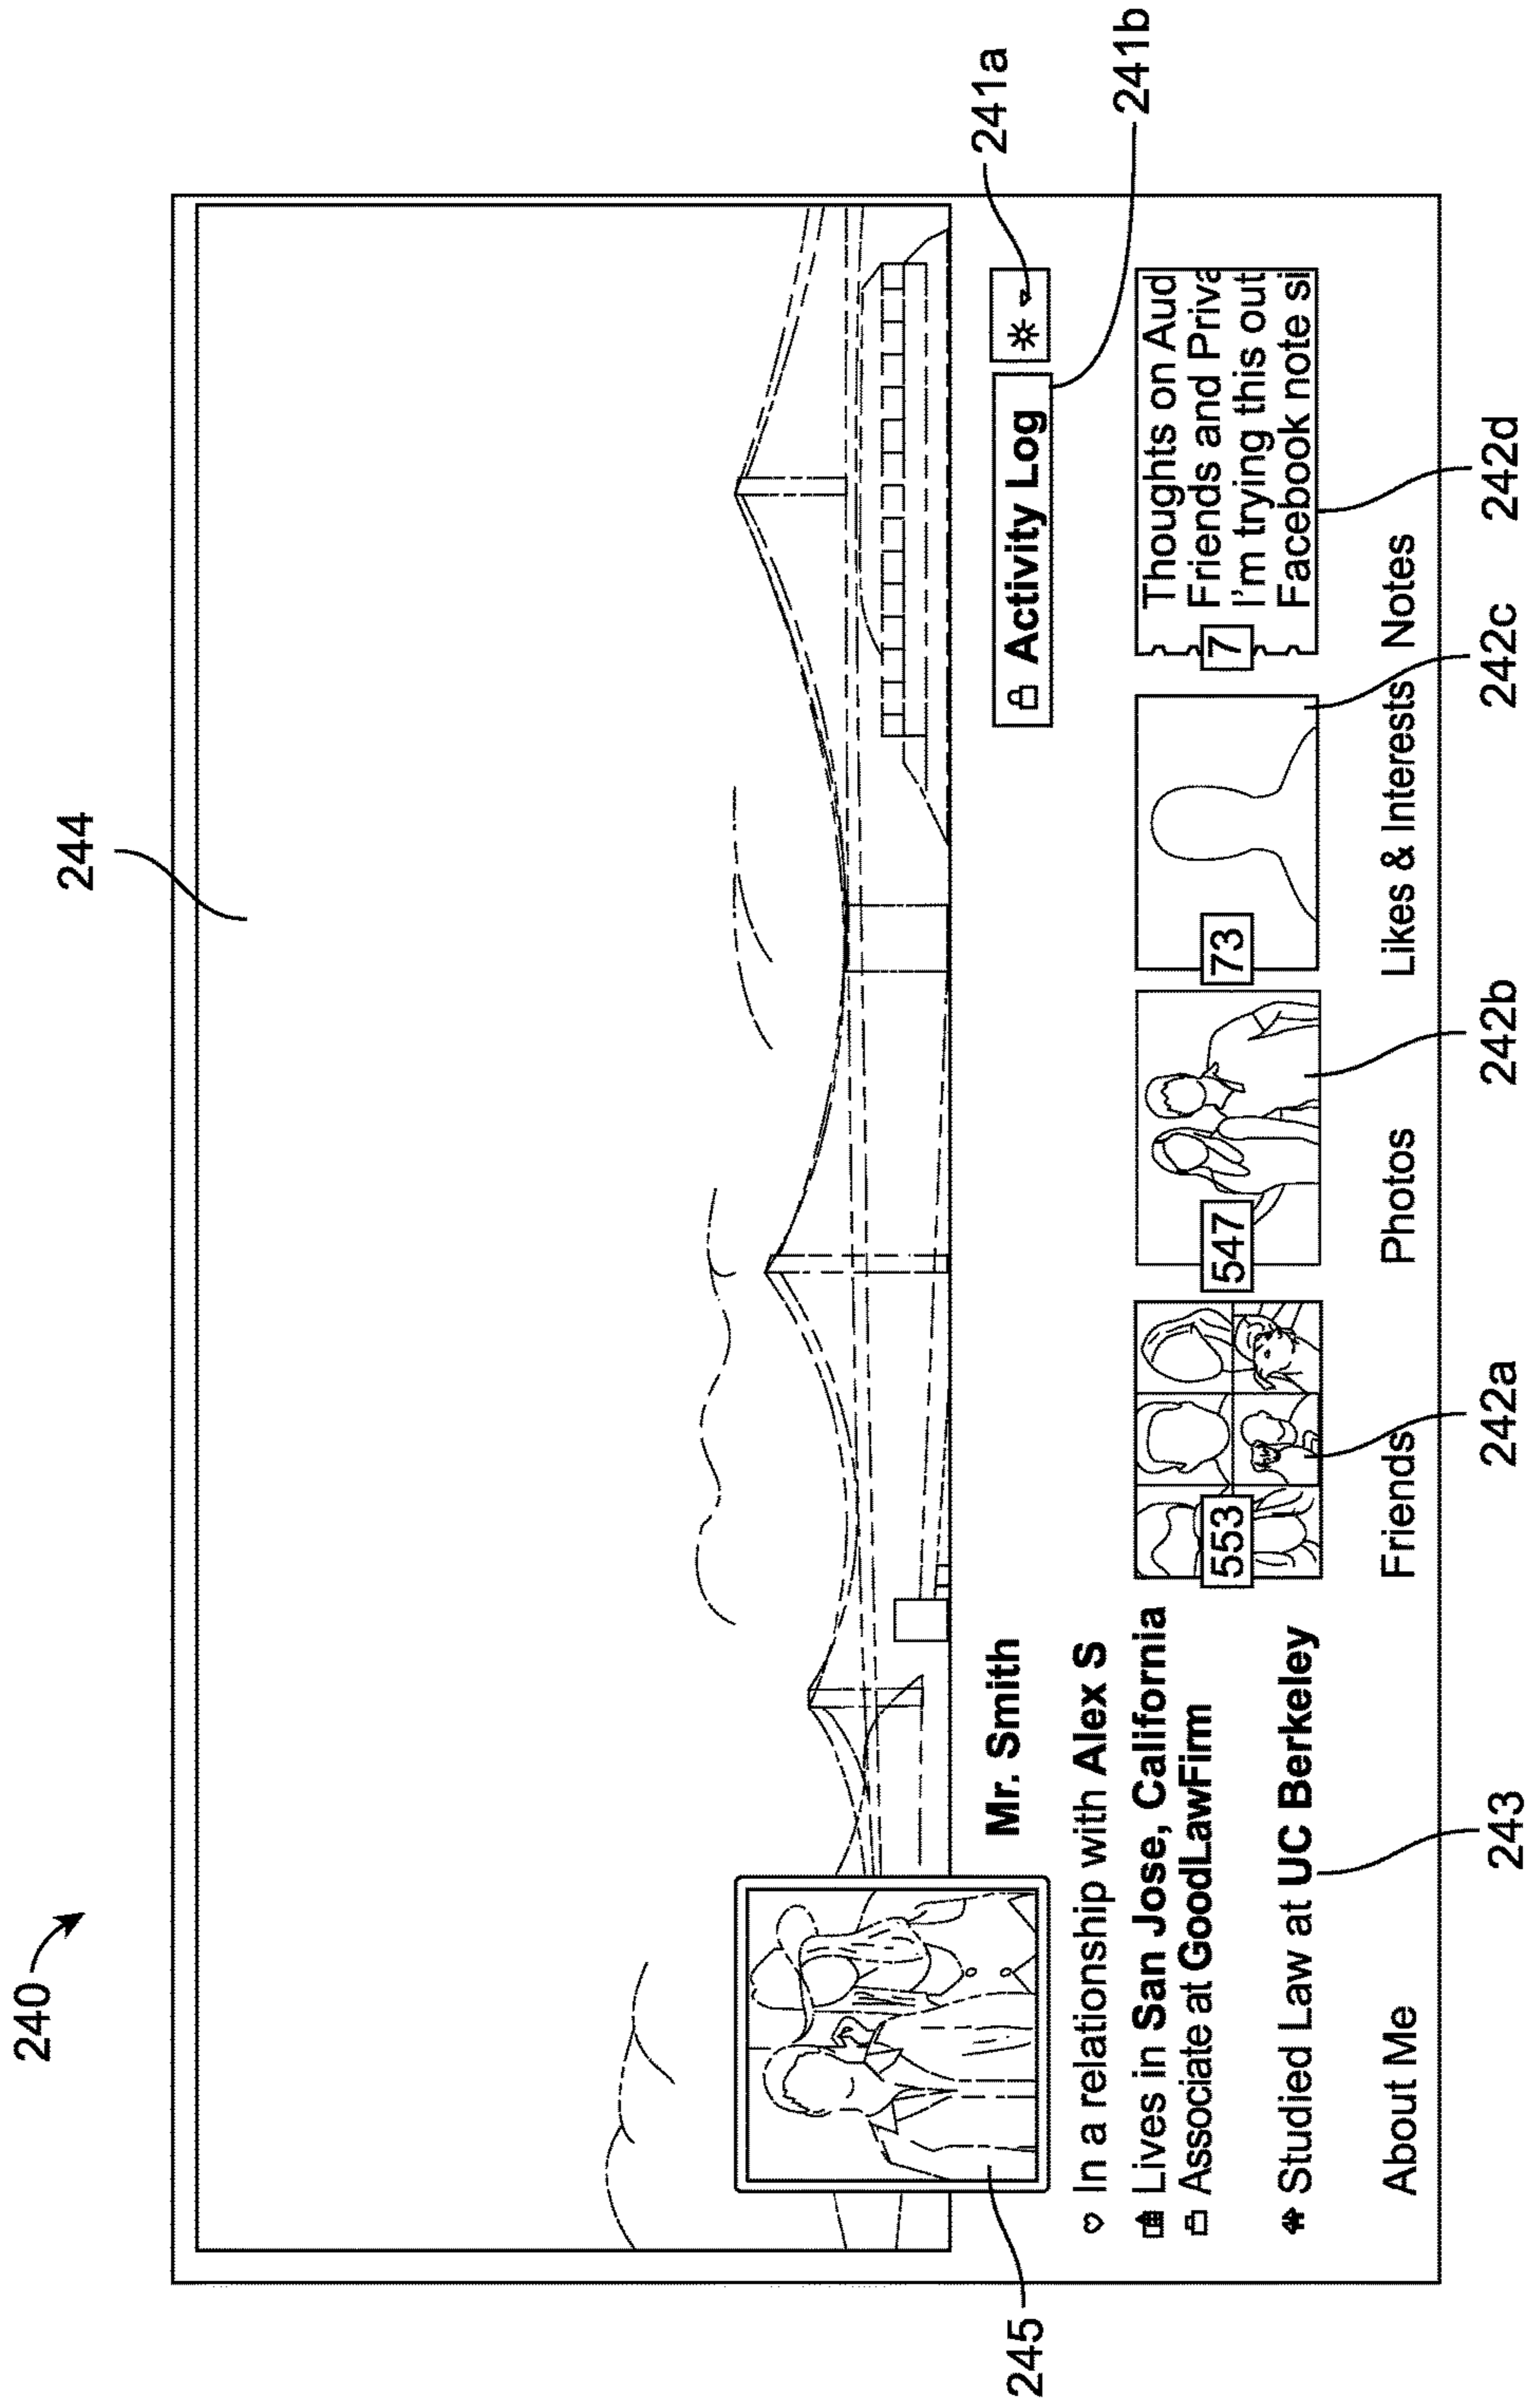 240
244
245
241a
241b
Mr. Smith
Activity Log
In a relationship with Alex S
Lives in San Jose, California
Associate at GoodLawFirm
Studied Law at UC Berkeley
About Me
553
Friends
547
Photos
73
Likes & Interests
7
Thoughts on Aud
Friends and Priva
I'm trying this out
Facebook note si
Notes
243
242a
242b
242c
242d